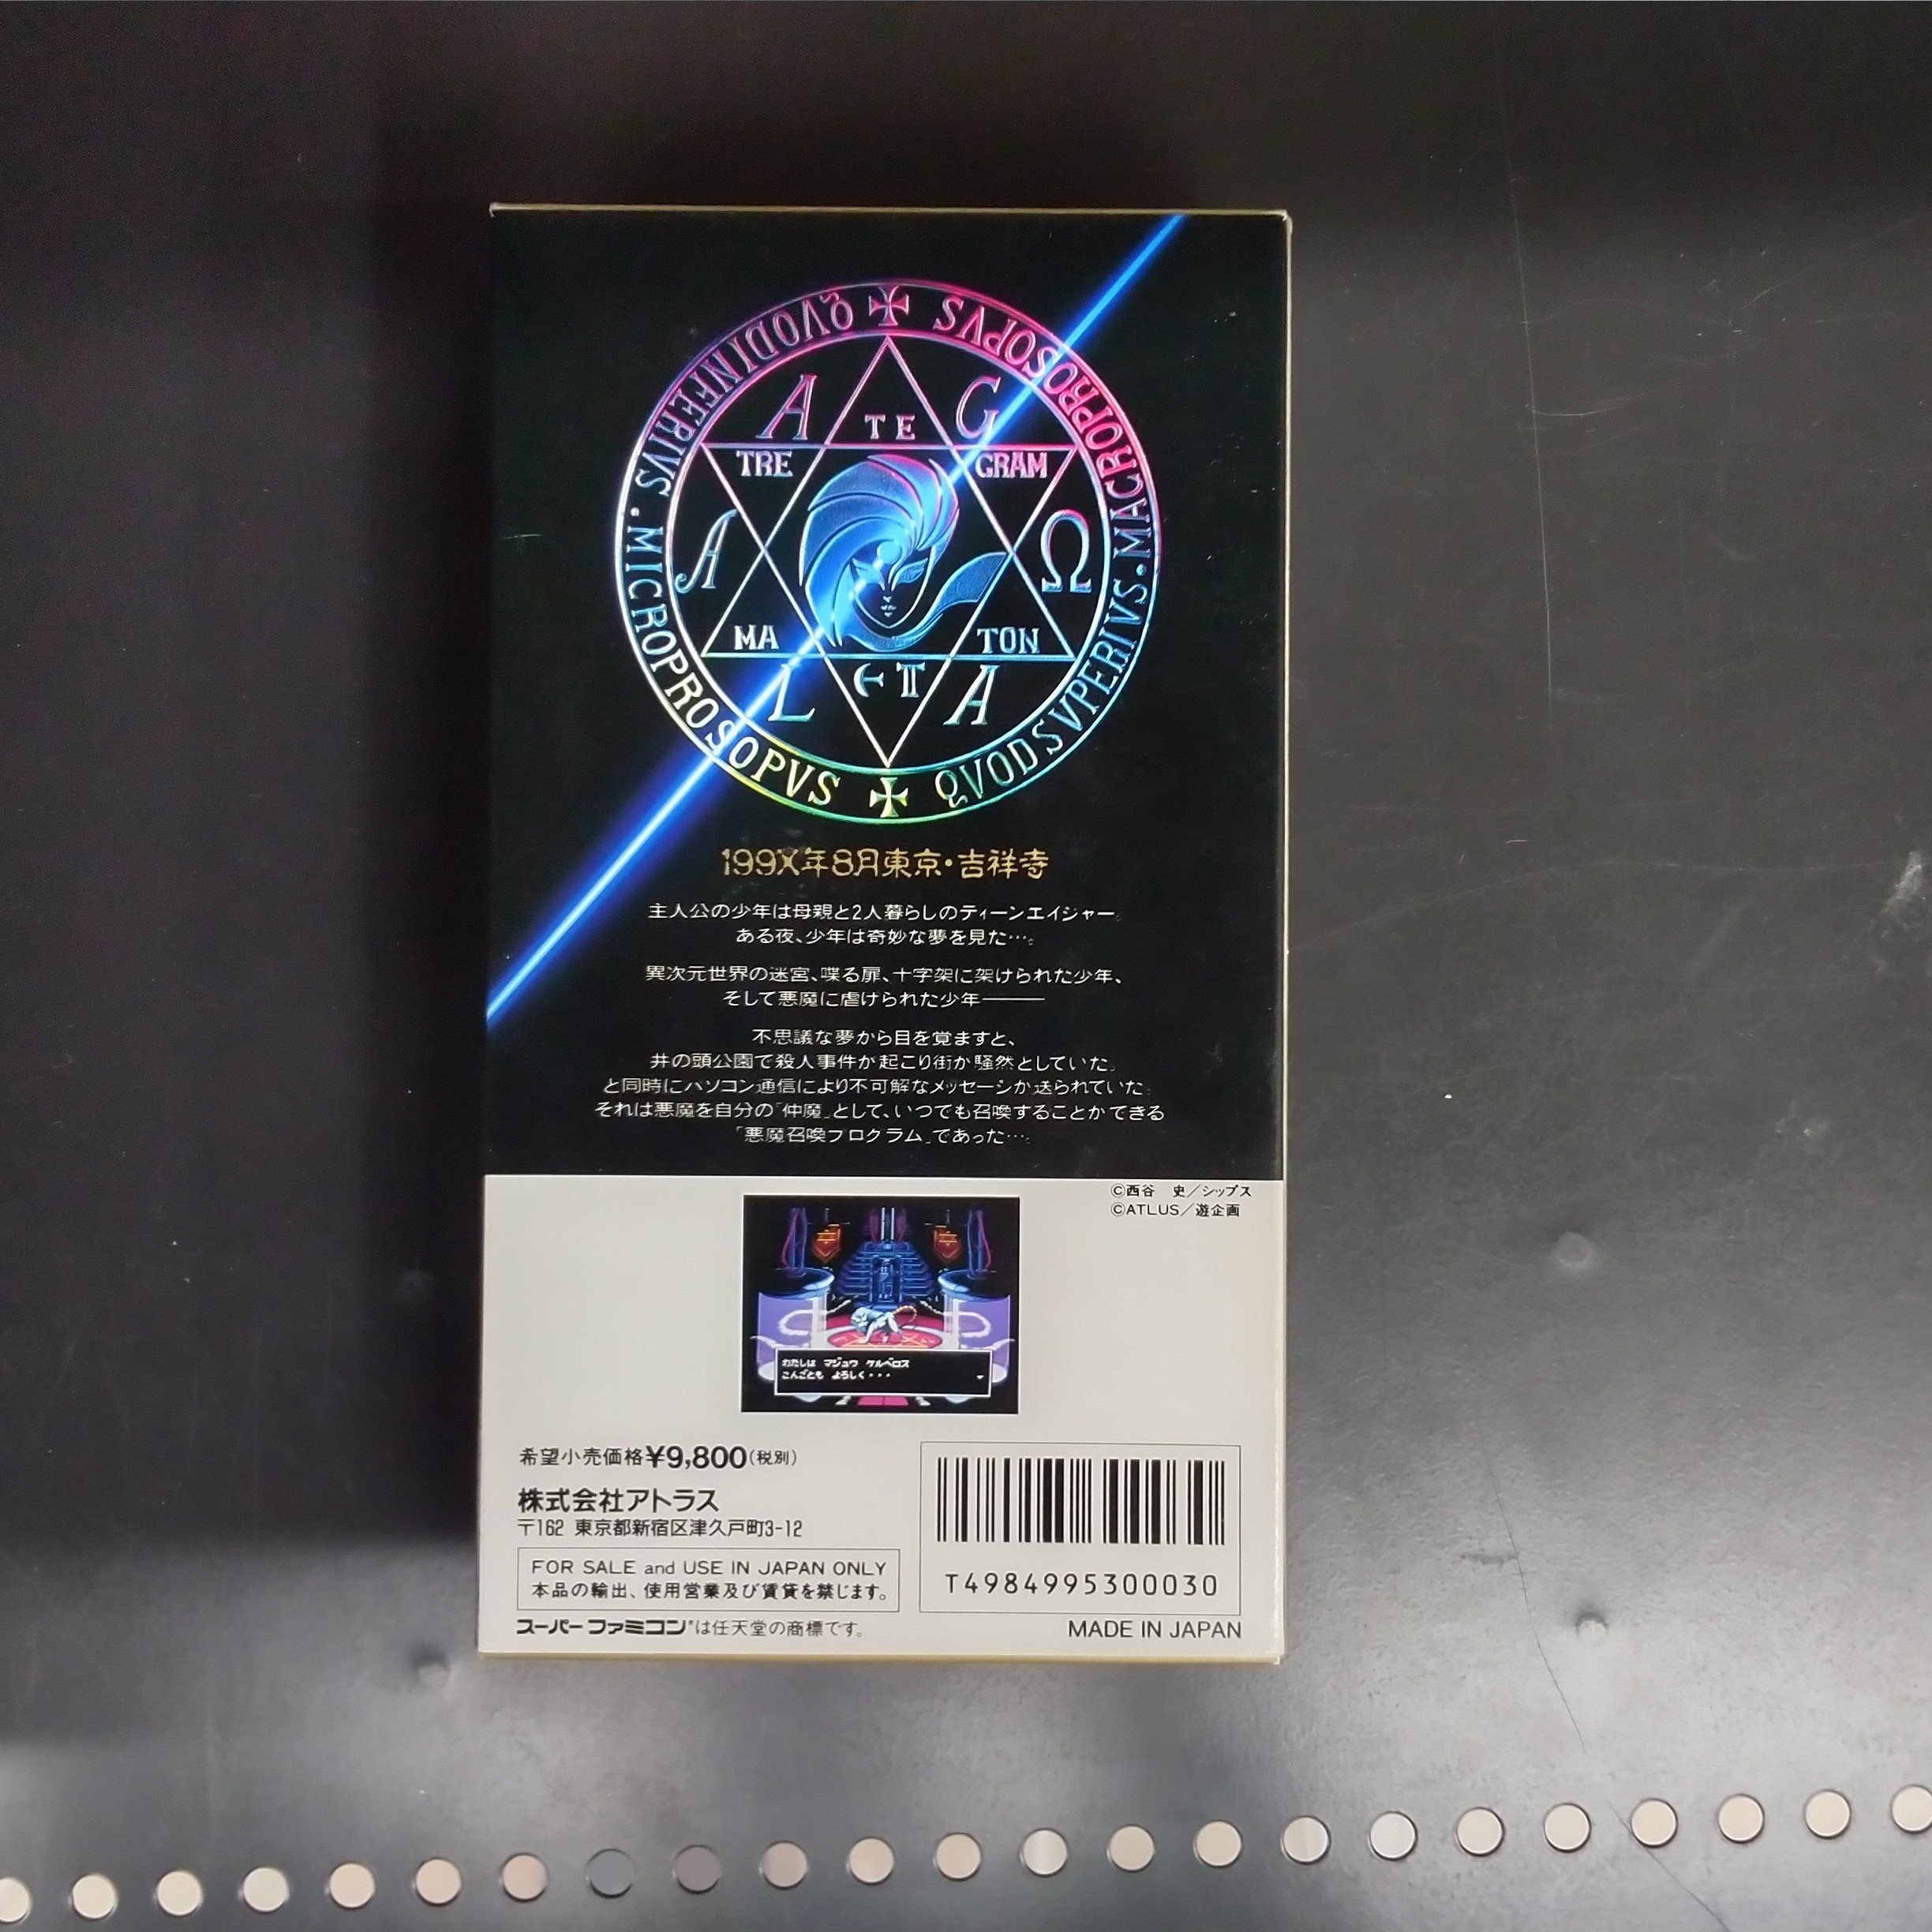 QVODINFERIVS · MICROPROSOPVS ✠ QVODSVPERIVS · MACROPROSOPVS ✠
A TE G
TRE GRAM
A Ω
MA TON
L A
199X年8月東京・吉祥寺
主人公の少年は母親と2人暮らしのティーンエイジャー。
ある夜、少年は奇妙な夢を見た…。
異次元世界の迷宮、喋る扉、十字架に架けられた少年、
そして悪魔に虐げられた少年―――
不思議な夢から目を覚ますと、
井の頭公園で殺人事件が起こり街が騒然としていた。
と同時にパソコン通信により不可解なメッセージが送られていた。
それは悪魔を自分の「仲魔」として、いつでも召喚することができる
「悪魔召喚プログラム」であった…。
©西谷 史/シップス
©ATLUS/遊企画
わたしは マジュウ ケルベロス
こんごとも よろしく・・・
希望小売価格¥9,800(税別)
株式会社アトラス
〒162 東京都新宿区津久戸町3-12
FOR SALE and USE IN JAPAN ONLY
本品の輸出、使用営業及び賃貸を禁じます。
スーパーファミコン®は任天堂の商標です。
T4984995300030
MADE IN JAPAN